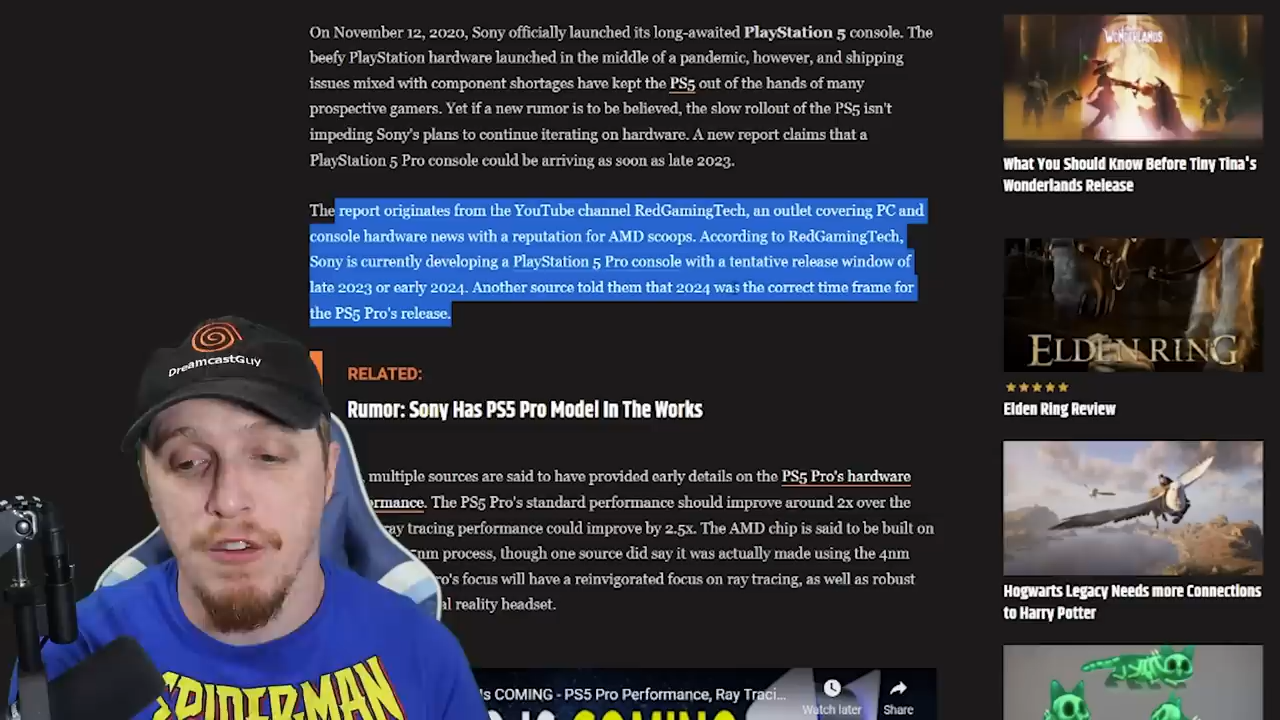 On November 12, 2020, Sony officially launched its long-awaited PlayStation 5 console. The
beefy PlayStation hardware launched in the middle of a pandemic, however, and shipping
issues mixed with component shortages have kept the PS5 out of the hands of many
prospective gamers. Yet if a new rumor is to be believed, the slow rollout of the PS5 isn't
impeding Sony's plans to continue iterating on hardware. A new report claims that a
PlayStation 5 Pro console could be arriving as soon as late 2023.
The report originates from the YouTube channel RedGamingTech, an outlet covering PC and
console hardware news with a reputation for AMD scoops. According to RedGamingTech,
Sony is currently developing a PlayStation 5 Pro console with a tentative release window of
late 2023 or early 2024. Another source told them that 2024 was the correct time frame for
the PS5 Pro's release.
RELATED:
Rumor: Sony Has PS5 Pro Model In The Works
, multiple sources are said to have provided early details on the PS5 Pro's hardware
ormance. The PS5 Pro's standard performance should improve around 2x over the
ray tracing performance could improve by 2.5x. The AMD chip is said to be built on
5nm process, though one source did say it was actually made using the 4nm
ro's focus will have a reinvigorated focus on ray tracing, as well as robust
al reality headset.
Is COMING - PS5 Pro Performance, Ray Traci...
Watch later
Share
COMING
WONDERLANDS
What You Should Know Before Tiny Tina's
Wonderlands Release
ELDEN RING
Elden Ring Review
Hogwarts Legacy Needs more Connections
to Harry Potter
DreamcastGuy
SPIDERMAN